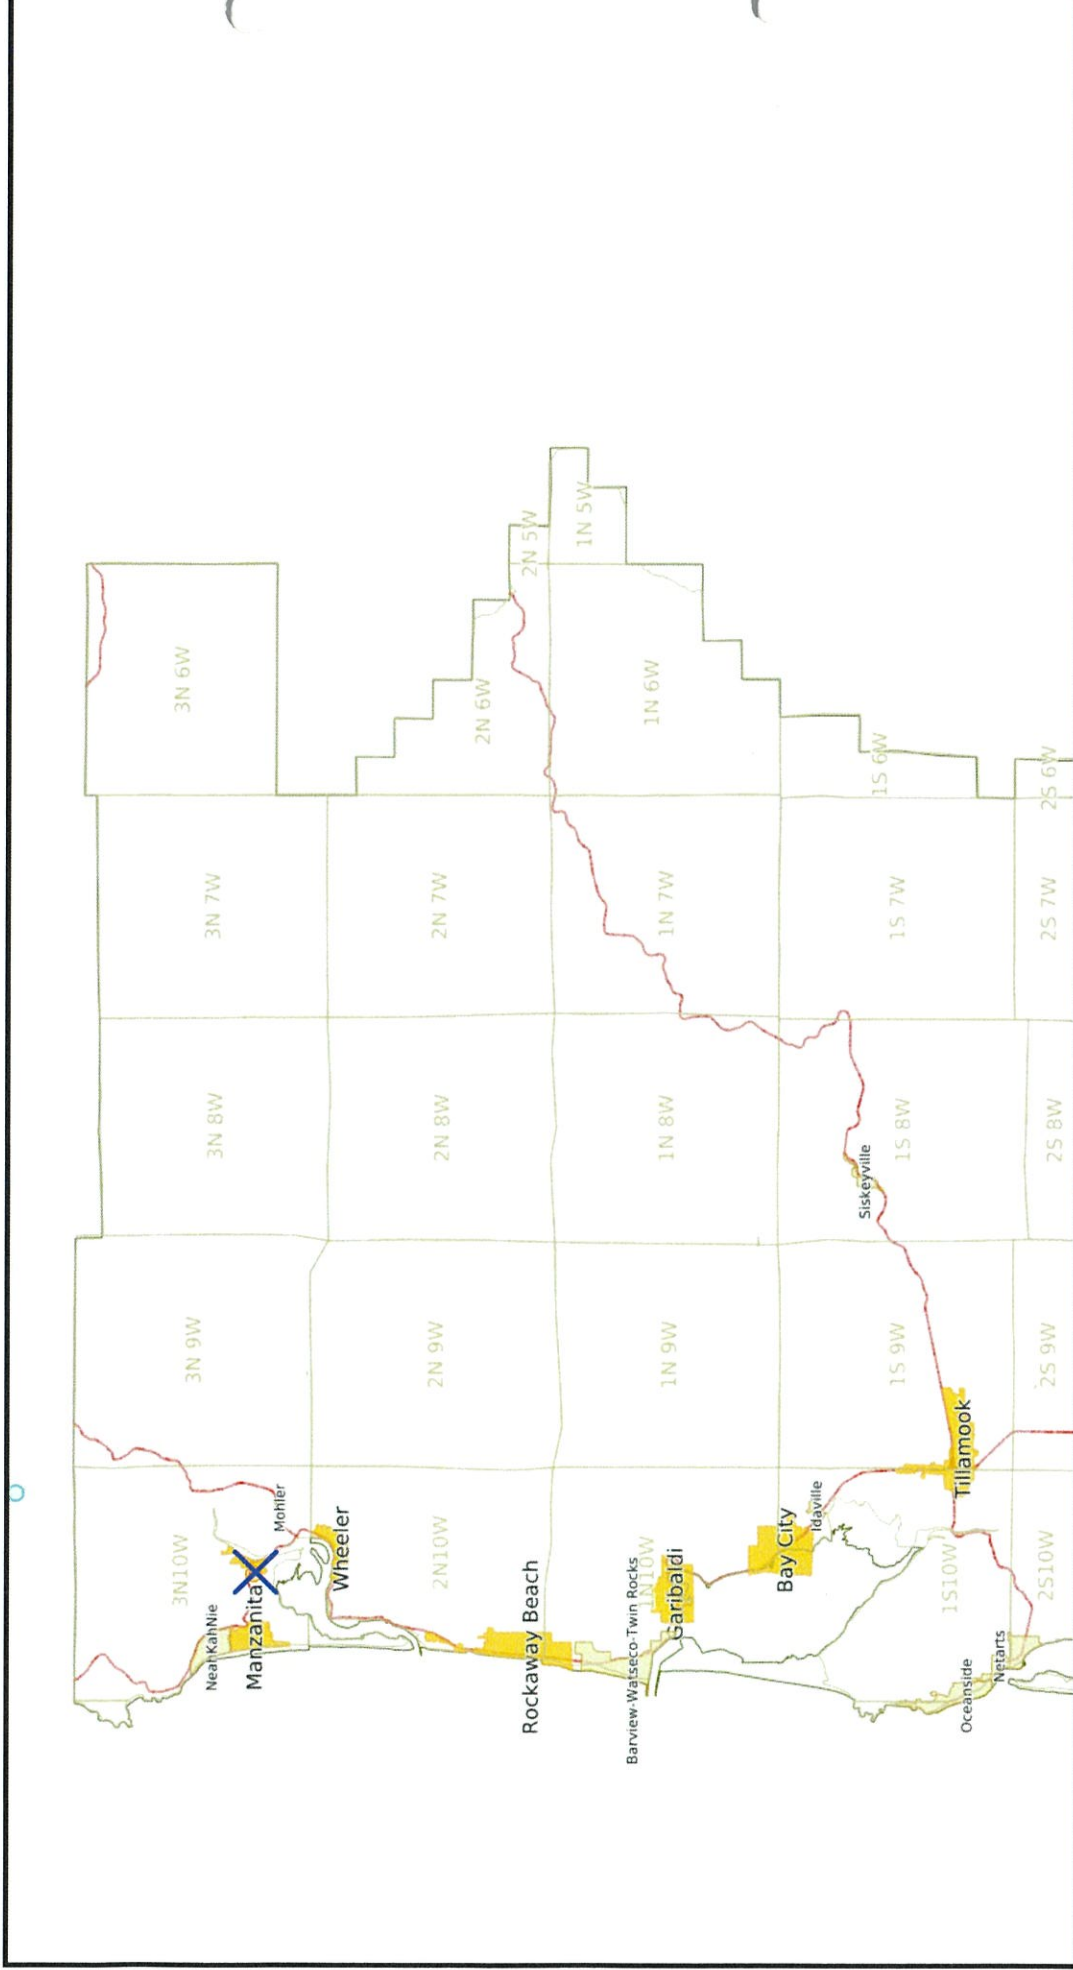 3N 6W
2N 5W
1N 5W
2N 6W
1N 6W
1S 6W
2S 6W
3N 7W
2N 7W
1N 7W
1S 7W
2S 7W
3N 8W
2N 8W
1N 8W
1S 8W
2S 8W
Siskeyville
3N 9W
2N 9W
1N 9W
1S 9W
2S 9W
Tillamook
3N10W
Mohler
Wheeler
2N10W
1N10W
Bay City
Idaville
1S10W
2S10W
NeahKahNie
Manzanita
Rockaway Beach
Barview-Watseco-Twin Rocks
Garibaldi
Oceanside
Netarts